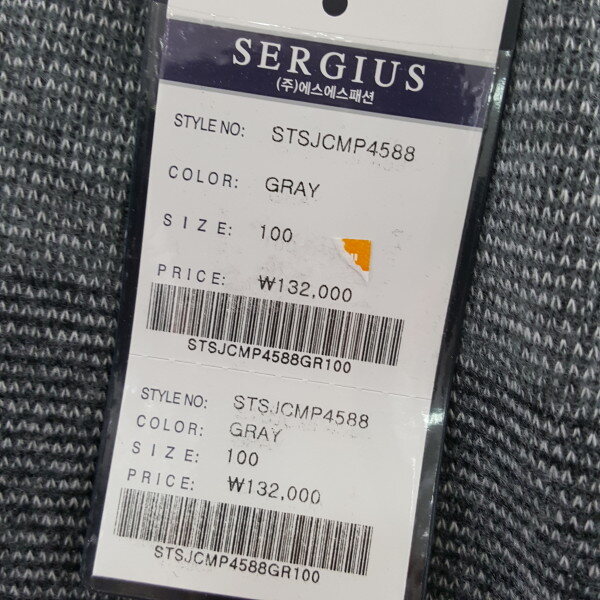 SERGIUS
(주)에스에스패션
STYLE NO: STSJCMP4588
COLOR: GRAY
SIZE: 100
PRICE: ₩132,000
STSJCMP4588GR100
STYLE NO: STSJCMP4588
COLOR: GRAY
SIZE: 100
PRICE: ₩132,000
STSJCMP4588GR100